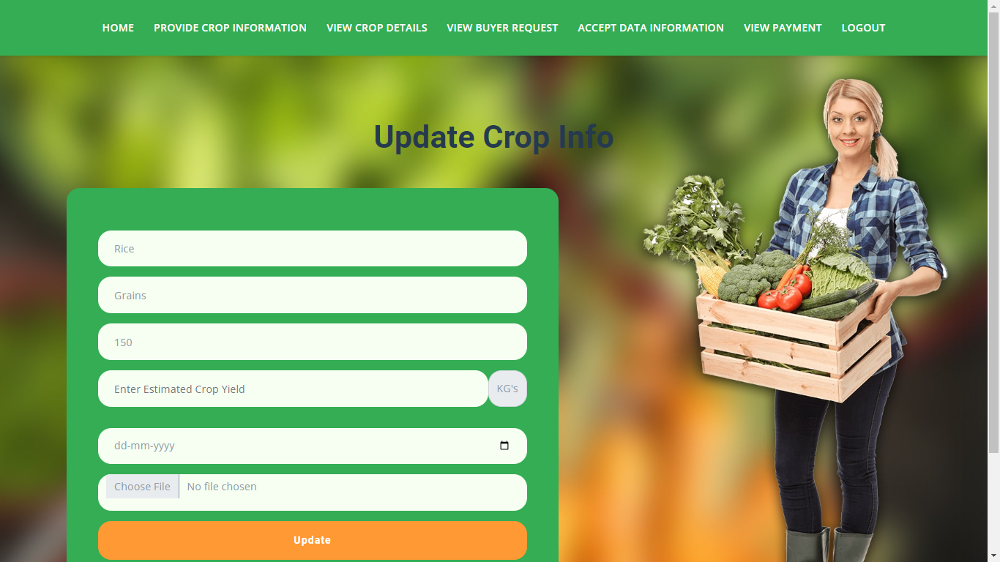 HOME PROVIDE CROP INFORMATION VIEW CROP DETAILS VIEW BUYER REQUEST ACCEPT DATA INFORMATION VIEW PAYMENT LOGOUT
Update Crop Info
Rice
Grains
150
Enter Estimated Crop Yield KG's
dd-mm-yyyy
Choose File No file chosen
Update